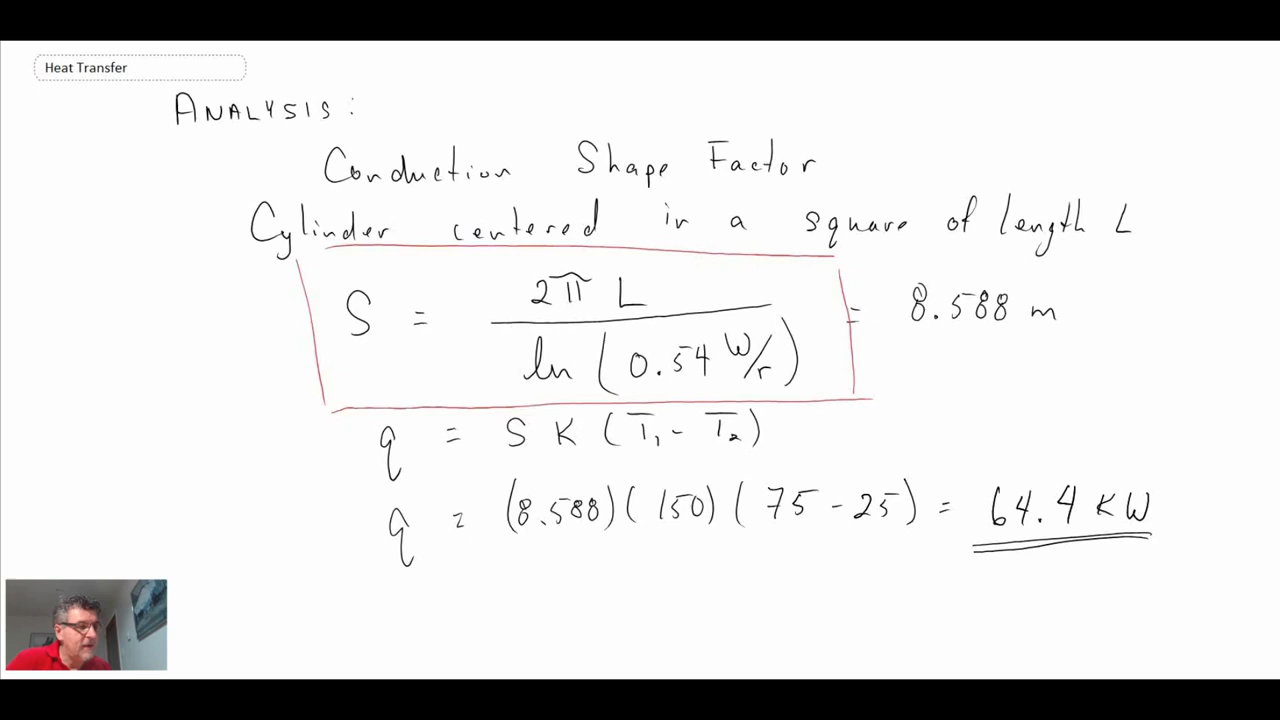 Heat Transfer
ANALYSIS:
Conduction Shape Factor
Cylinder centered in a square of length L
S = 2π L / ln (0.54 W/r) = 8.588 m
q = S K (T₁ - T₂)
q = (8.588)(150)(75-25) = 64.4 KW